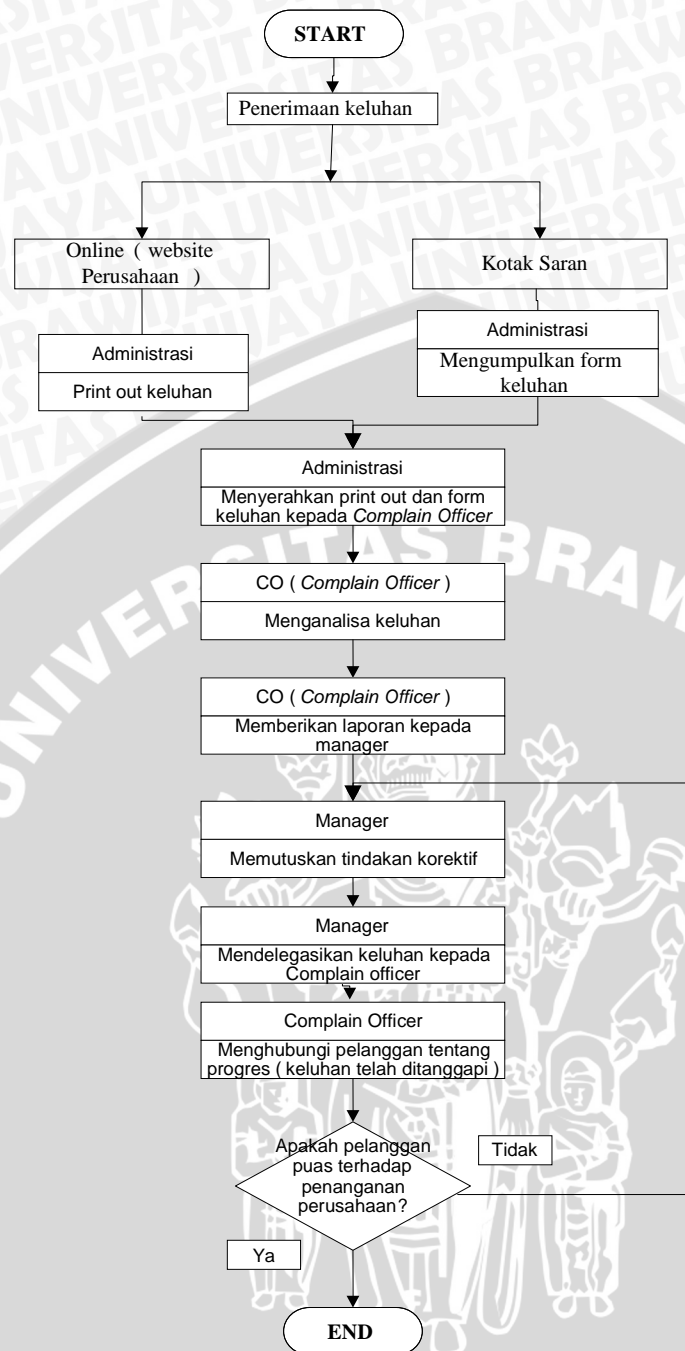 START
Penerimaan keluhan
Online ( website
Perusahaan )
Kotak Saran
Administrasi
Print out keluhan
Administrasi
Mengumpulkan form
keluhan
Administrasi
Menyerahkan print out dan form
keluhan kepada Complain Officer
CO ( Complain Officer )
Menganalisa keluhan
CO ( Complain Officer )
Memberikan laporan kepada
manager
Manager
Memutuskan tindakan korektif
Manager
Mendelegasikan keluhan kepada
Complain officer
Complain Officer
Menghubungi pelanggan tentang
progres ( keluhan telah ditanggapi )
Apakah pelanggan
puas terhadap
penanganan
perusahaan?
Tidak
Ya
END
UNIVERSITAS BRAW